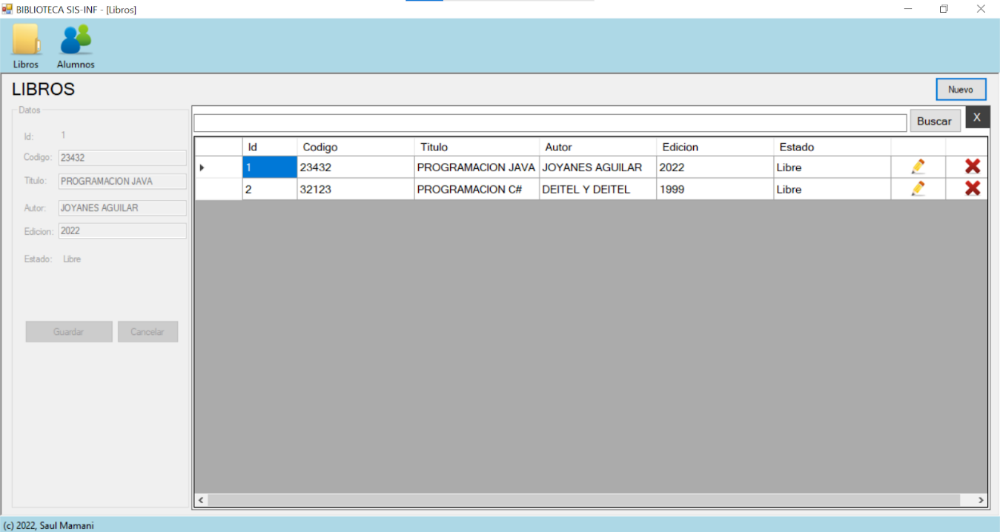 BIBLIOTECA SIS-INF - [Libros]
Libros Alumnos
LIBROS
Nuevo
Datos
Id: 1
Codigo: 23432
Titulo: PROGRAMACION JAVA
Autor: JOYANES AGUILAR
Edicion: 2022
Estado: Libre
Guardar Cancelar
Buscar X
Id Codigo Titulo Autor Edicion Estado
1 23432 PROGRAMACION JAVA JOYANES AGUILAR 2022 Libre
2 32123 PROGRAMACION C# DEITEL Y DEITEL 1999 Libre
(c) 2022, Saul Mamani